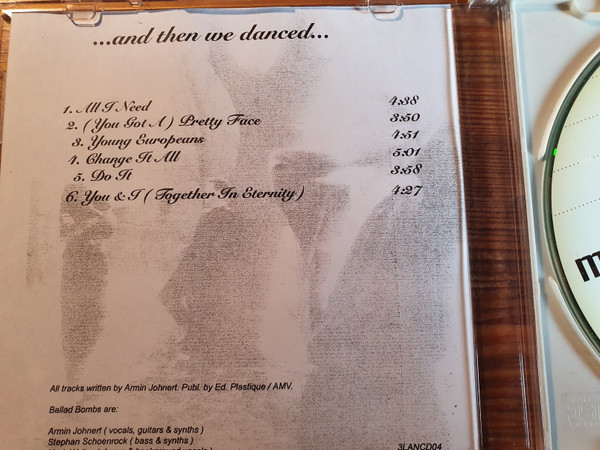 ...and then we danced...
1. All I Need 4:38
2. ( You Got A ) Pretty Face 3:50
3. Young Europeans 4:51
4. Change It All 5:01
5. Do It 3:58
6. You & I ( Together In Eternity ) 4:27
All tracks written by Armin Johnert. Publ. by Ed. Plastique / AMV.
Ballad Bombs are:
Armin Johnert ( vocals, guitars & synths )
Stephan Schoenrock ( bass & synths )
3LANCD04
m